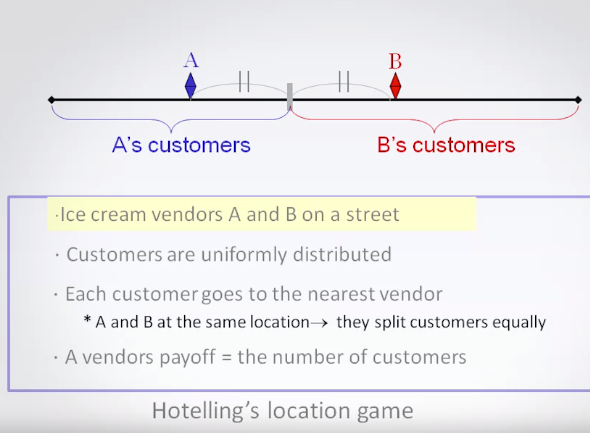 A
B
A's customers
B's customers
·Ice cream vendors A and B on a street
· Customers are uniformly distributed
· Each customer goes to the nearest vendor
* A and B at the same location→ they split customers equally
· A vendors payoff = the number of customers
Hotelling's location game